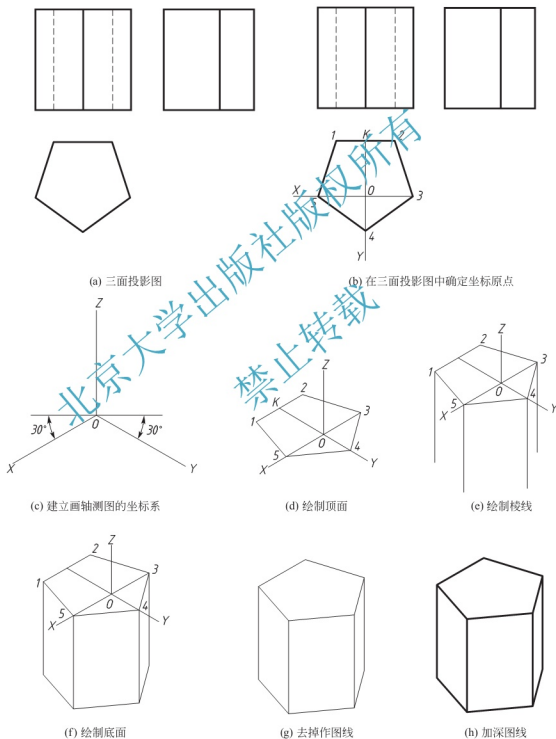 1 K 2
X O 3
5
4
Y
(a) 三面投影图
(b) 在三面投影图中确定坐标原点
北京大学出版社版权所有
禁止转载
Z
30° O 30°
X Y
(c) 建立画轴测图的坐标系
Z
2
1 K 3
O
5 4
X Y
(d) 绘制顶面
Z
2
1 3
O
5 4
X Y
(e) 绘制棱线
Z
2
1 3
O
5 4
X Y
(f) 绘制底面
(g) 去掉作图线
(h) 加深图线